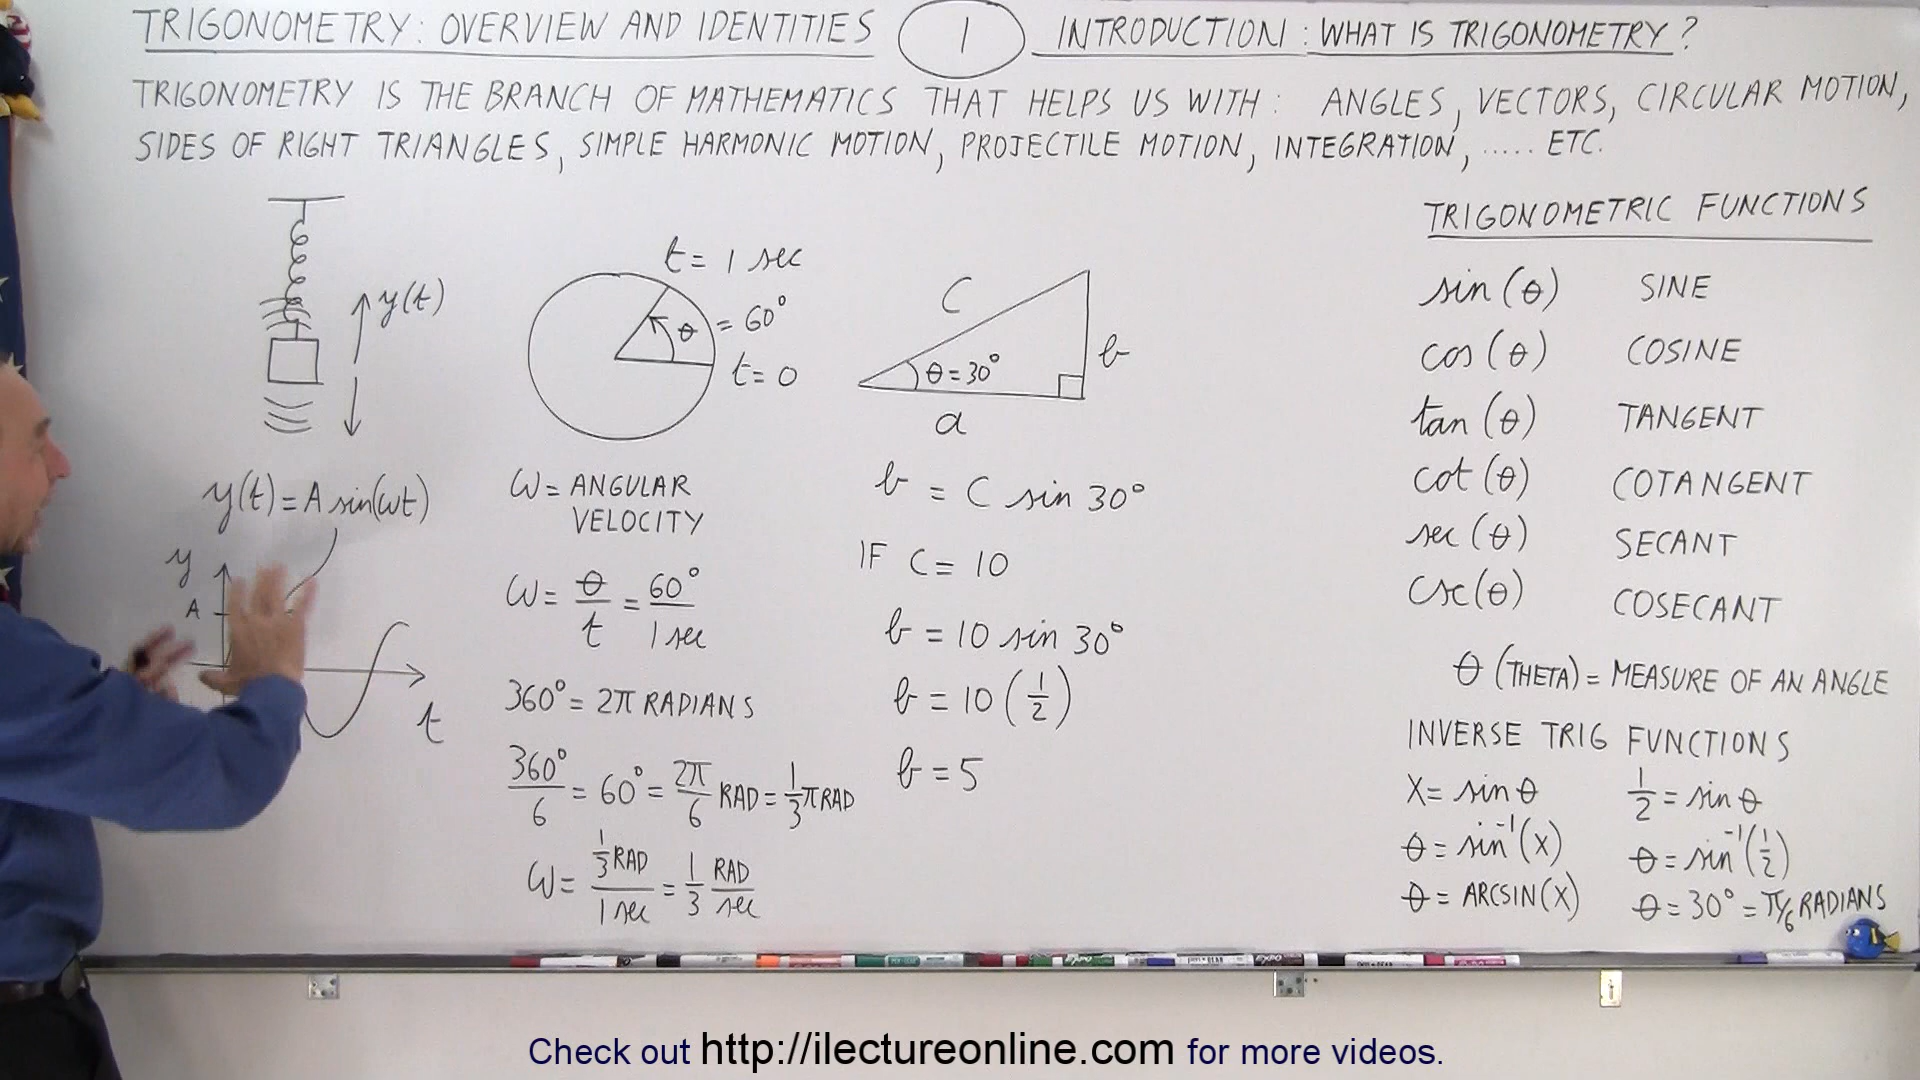 TRIGONOMETRY: OVERVIEW AND IDENTITIES 1 INTRODUCTION: WHAT IS TRIGONOMETRY?
TRIGONOMETRY IS THE BRANCH OF MATHEMATICS THAT HELPS US WITH: ANGLES, VECTORS, CIRCULAR MOTION,
SIDES OF RIGHT TRIANGLES, SIMPLE HARMONIC MOTION, PROJECTILE MOTION, INTEGRATION, ..... ETC.
y(t)
y(t) = A sin(ωt)
y
A
t
t = 1 sec
θ = 60°
t = 0
ω = ANGULAR
VELOCITY
ω = θ/t = 60°/1 sec
360° = 2π RADIANS
360°/6 = 60° = 2π/6 RAD = 1/3 π RAD
ω = 1/3 RAD/1 sec = 1/3 RAD/sec
C
θ = 30°
b
a
b = C sin 30°
IF C = 10
b = 10 sin 30°
b = 10 (1/2)
b = 5
TRIGONOMETRIC FUNCTIONS
sin (θ) SINE
cos (θ) COSINE
tan (θ) TANGENT
cot (θ) COTANGENT
sec (θ) SECANT
csc (θ) COSECANT
θ (THETA) = MEASURE OF AN ANGLE
INVERSE TRIG FUNCTIONS
X = sin θ 1/2 = sin θ
θ = sin⁻¹(X) θ = sin⁻¹(1/2)
θ = ARCSIN(X) θ = 30° = π/6 RADIANS
Check out http://ilectureonline.com for more videos.